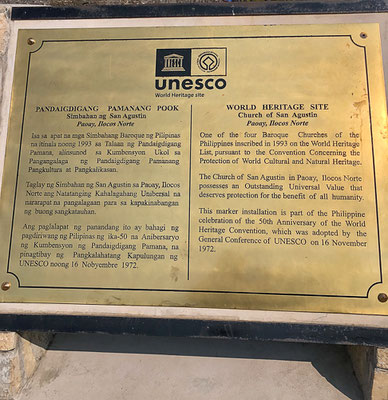 unesco
World Heritage site
PANDAIGDIGANG PAMANANG POOK
Simbahan ng San Agustin
Paoay, Ilocos Norte
Isa sa apat na mga Simbahang Baroque ng Pilipinas
na itinala noong 1993 sa Talaan ng Pandaigdigang
Pamana, alinsunod sa Kumbensyon Ukol sa
Pangangalaga ng Pandaigdigang Pamanang
Pangkultura at Pangkalikasan.
Taglay ng Simbahan ng San Agustin sa Paoay, Ilocos
Norte ang Natatanging Kahalagahang Unibersal na
nararapat na pangalagaan para sa kapakinabangan
ng buong sangkatauhan.
Ang paglalapat ng panandang ito ay bahagi ng
pagdiriwang ng Pilipinas ng ika-50 na Anibersaryo
ng Kumbensyon ng Pandaigdigang Pamana, na
pinagtibay ng Pangkalahatang Kapulungan ng
UNESCO noong 16 Nobyembre 1972.
WORLD HERITAGE SITE
Church of San Agustin
Paoay, Ilocos Norte
One of the four Baroque Churches of the
Philippines inscribed in 1993 on the World Heritage
List, pursuant to the Convention Concerning the
Protection of World Cultural and Natural Heritage.
The Church of San Agustin in Paoay, Ilocos Norte
possesses an Outstanding Universal Value that
deserves protection for the benefit of all humanity.
This marker installation is part of the Philippine
celebration of the 50th Anniversary of the World
Heritage Convention, which was adopted by the
General Conference of UNESCO on 16 November
1972.